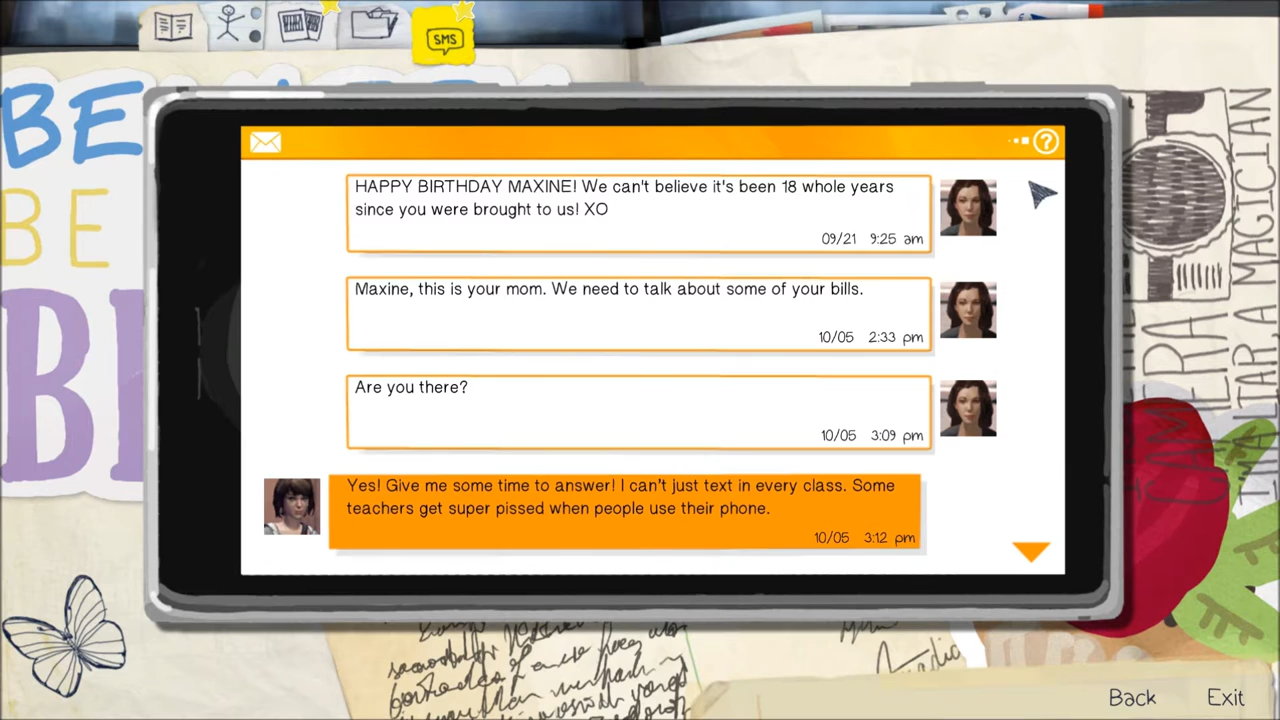 SMS
BE
BE
B
?
HAPPY BIRTHDAY MAXINE! We can't believe it's been 18 whole years
since you were brought to us! XO
09/21 9:25 am
Maxine, this is your mom. We need to talk about some of your bills.
10/05 2:33 pm
Are you there?
10/05 3:09 pm
Yes! Give me some time to answer! I can't just text in every class. Some
teachers get super pissed when people use their phone.
10/05 3:12 pm
MAGICIAN
Back Exit